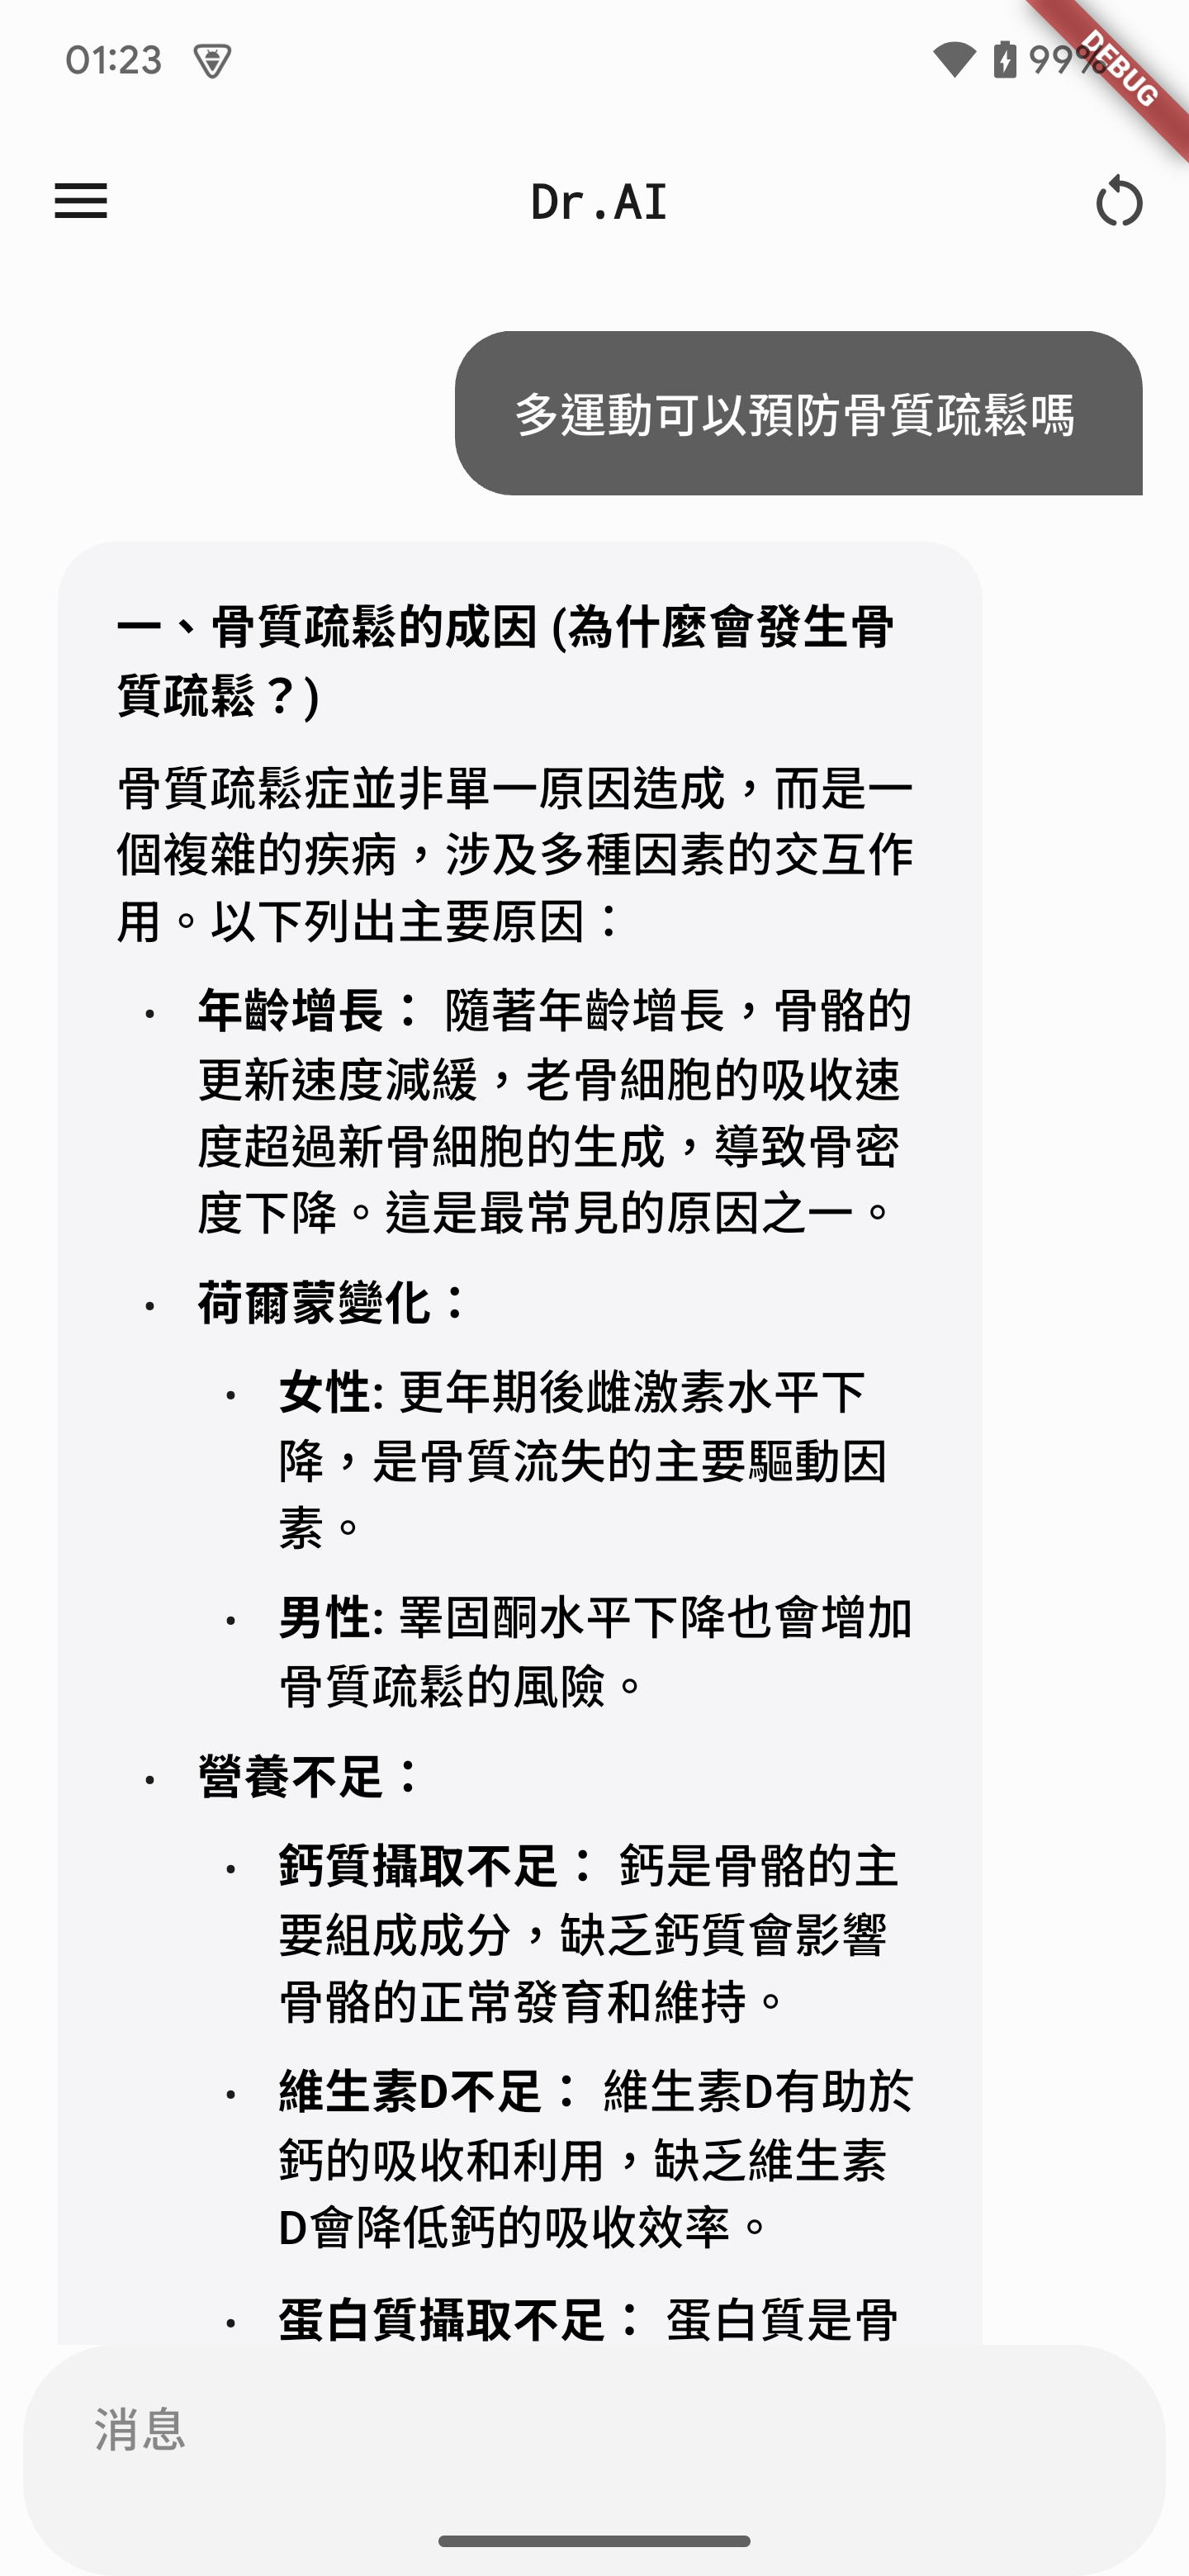 01:23
99%
DEBUG
Dr.AI
多運動可以預防骨質疏鬆嗎
一、骨質疏鬆的成因 (為什麼會發生骨
質疏鬆？)
骨質疏鬆症並非單一原因造成，而是一
個複雜的疾病，涉及多種因素的交互作
用。以下列出主要原因：
• 年齡增長： 隨著年齡增長，骨骼的
更新速度減緩，老骨細胞的吸收速
度超過新骨細胞的生成，導致骨密
度下降。這是最常見的原因之一。
• 荷爾蒙變化：
• 女性: 更年期後雌激素水平下
降，是骨質流失的主要驅動因
素。
• 男性: 睪固酮水平下降也會增加
骨質疏鬆的風險。
• 營養不足：
• 鈣質攝取不足： 鈣是骨骼的主
要組成成分，缺乏鈣質會影響
骨骼的正常發育和維持。
• 維生素D不足： 維生素D有助於
鈣的吸收和利用，缺乏維生素
D會降低鈣的吸收效率。
• 蛋白質攝取不足： 蛋白質是骨
消息